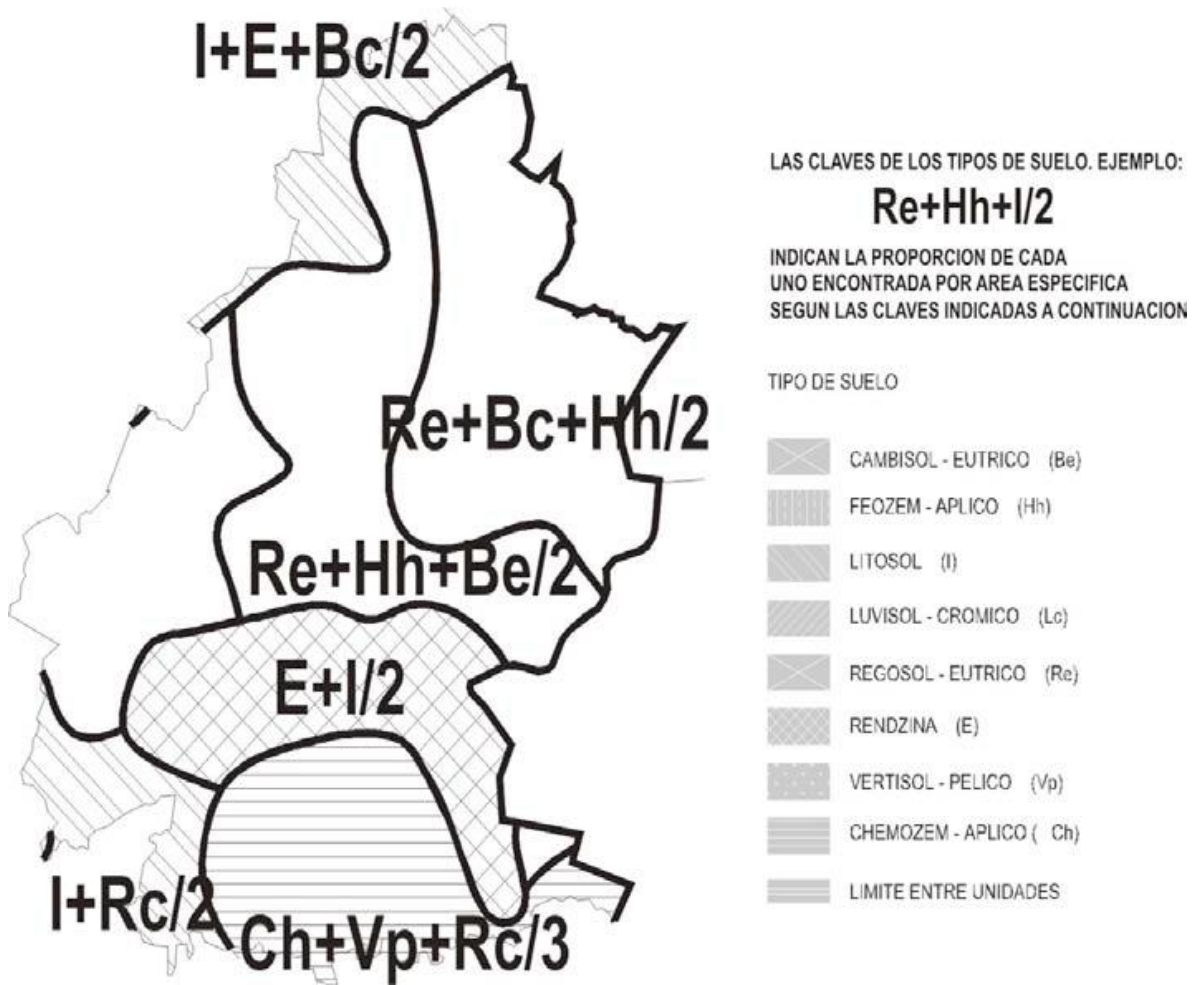 I+E+Bc/2
Re+Bc+Hh/2
Re+Hh+Be/2
E+I/2
I+Rc/2
Ch+Vp+Rc/3
LAS CLAVES DE LOS TIPOS DE SUELO. EJEMPLO:
Re+Hh+I/2
INDICAN LA PROPORCION DE CADA
UNO ENCONTRADA POR AREA ESPECIFICA
SEGUN LAS CLAVES INDICADAS A CONTINUACION
TIPO DE SUELO
CAMBISOL - EUTRICO (Be)
FEOZEM - APLICO (Hh)
LITOSOL (I)
LUVISOL - CROMICO (Lc)
REGOSOL - EUTRICO (Re)
RENDZINA (E)
VERTISOL - PELICO (Vp)
CHEMOZEM - APLICO ( Ch)
LIMITE ENTRE UNIDADES